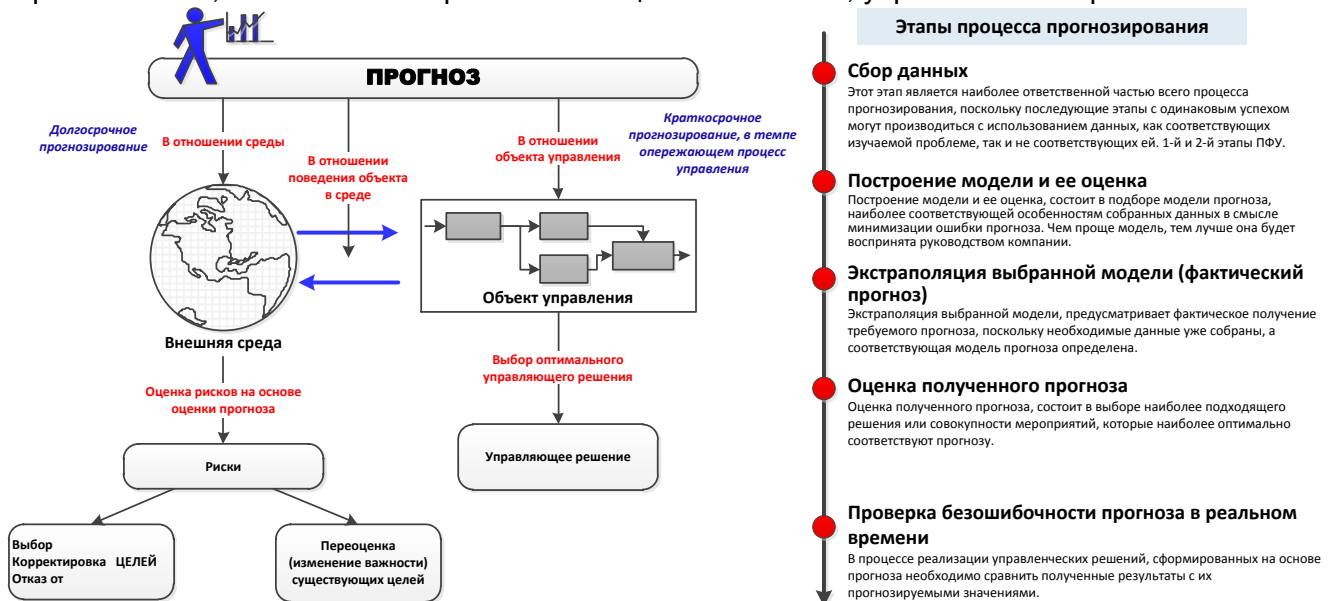 ПРОГНОЗ
Долгосрочное
прогнозирование
В отношении среды
В отношении
поведения объекта
в среде
В отношении
объекта управления
Краткосрочное
прогнозирование, в темпе
опережающем процесс
управления
Объект управления
Внешняя среда
Оценка рисков на основе
оценки прогноза
Выбор оптимального
управляющего решения
Риски
Управляющее решение
Выбор
Корректировка ЦЕЛЕЙ
Отказ от
Переоценка
(изменение важности)
существующих целей
Этапы процесса прогнозирования
Сбор данных
Этот этап является наиболее ответственной частью всего процесса
прогнозирования, поскольку последующие этапы с одинаковым успехом
могут производиться с использованием данных, как соответствующих
изучаемой проблеме, так и не соответствующих ей. 1-й и 2-й этапы ПФУ.
Построение модели и ее оценка
Построение модели и ее оценка, состоит в подборе модели прогноза,
наиболее соответствующей особенностям собранных данных в смысле
минимизации ошибки прогноза. Чем проще модель, тем лучше она будет
воспринята руководством компании.
Экстраполяция выбранной модели (фактический
прогноз)
Экстраполяция выбранной модели, предусматривает фактическое получение
требуемого прогноза, поскольку необходимые данные уже собраны, а
соответствующая модель прогноза определена.
Оценка полученного прогноза
Оценка полученного прогноза, состоит в выборе наиболее подходящего
решения или совокупности мероприятий, которые наиболее оптимально
соответствуют прогнозу.
Проверка безошибочности прогноза в реальном
времени
В процессе реализации управленческих решений, сформированных на основе
прогноза необходимо сравнить полученные результаты с их
прогнозируемыми значениями.